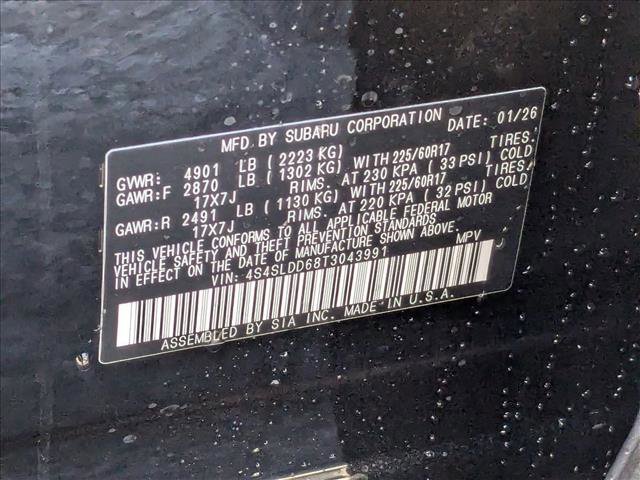 MFD. BY SUBARU CORPORATION DATE: 01/26
GVWR: 4901 LB (2223 KG)
GAWR:F 2870 LB (1302 KG) WITH 225/60R17 TIRES,
17X7J RIMS. AT 230 KPA (33 PSI) COLD
GAWR:R 2491 LB (1130 KG) WITH 225/60R17 TIRES,
17X7J RIMS. AT 220 KPA (32 PSI) COLD
THIS VEHICLE CONFORMS TO ALL APPLICABLE FEDERAL MOTOR
VEHICLE SAFETY AND THEFT PREVENTION STANDARDS
IN EFFECT ON THE DATE OF MANUFACTURE SHOWN ABOVE.
VIN: 4S4SLDD68T3043991 MPV
ASSEMBLED BY SIA INC. MADE IN U.S.A.